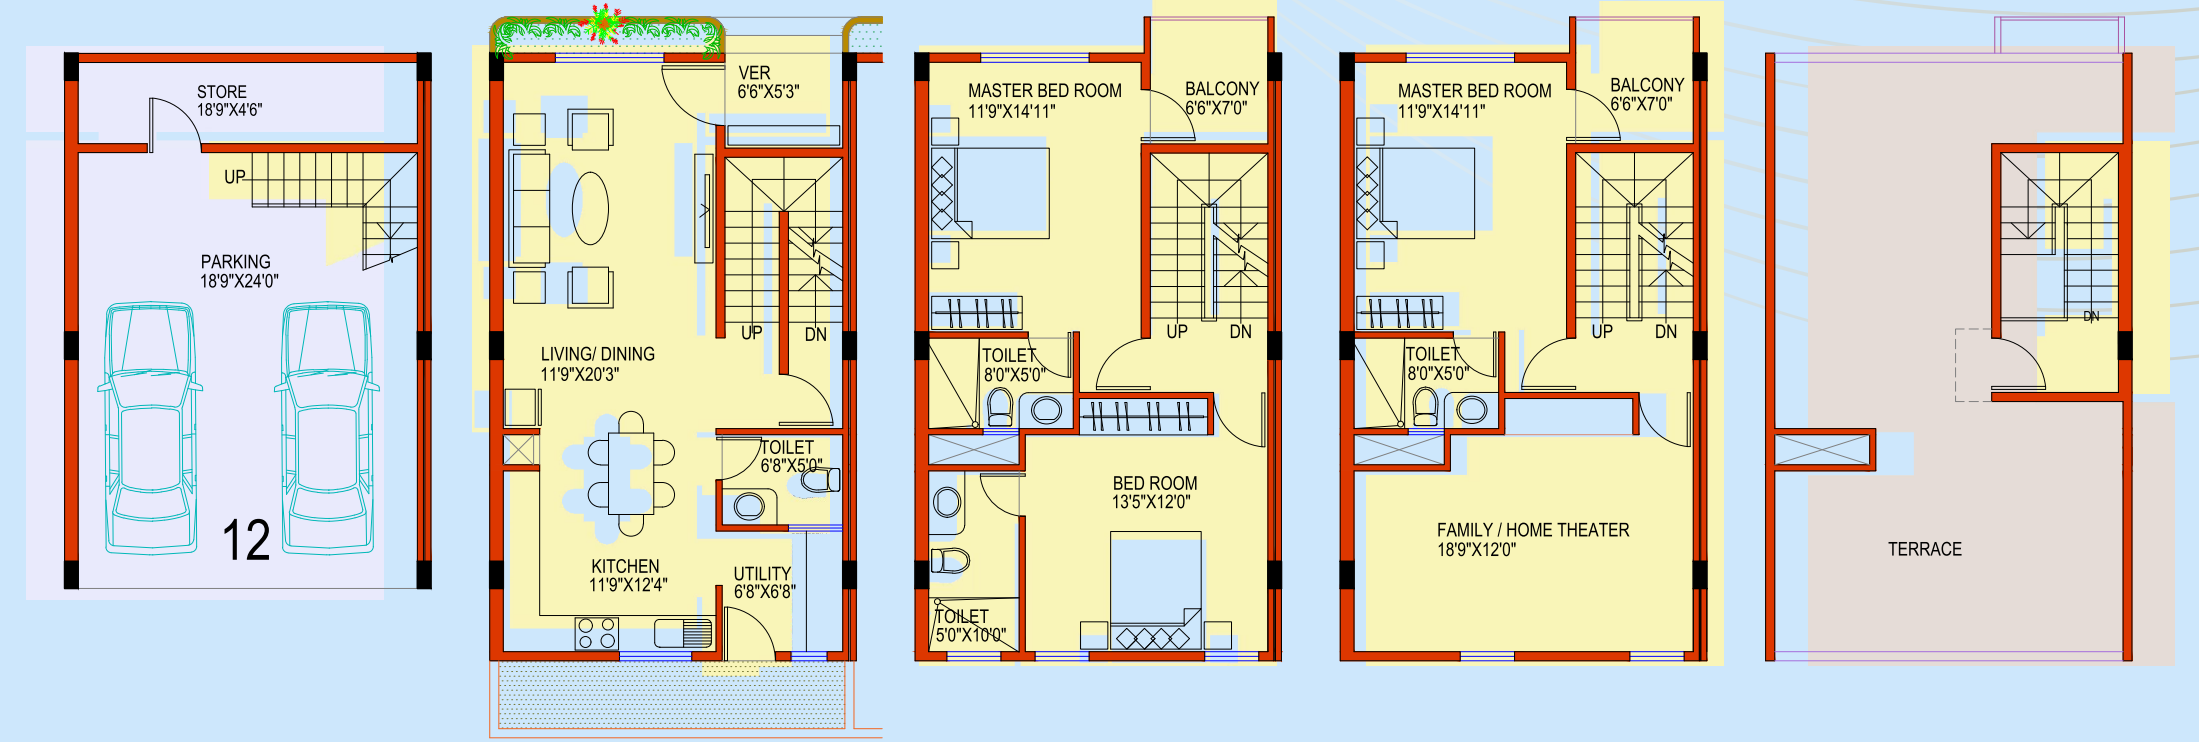 STORE
18'9"X4'6"
UP
PARKING
18'9"X24'0"
12
VER
6'6"X5'3"
UP
DN
LIVING/ DINING
11'9"X20'3"
TOILET
6'8"X5'0"
KITCHEN
11'9"X12'4"
UTILITY
6'8"X6'8"
MASTER BED ROOM
11'9"X14'11"
BALCONY
6'6"X7'0"
UP
DN
TOILET
8'0"X5'0"
BED ROOM
13'5"X12'0"
TOILET
5'0"X10'0"
MASTER BED ROOM
11'9"X14'11"
BALCONY
6'6"X7'0"
UP
DN
TOILET
8'0"X5'0"
FAMILY / HOME THEATER
18'9"X12'0"
DN
TERRACE